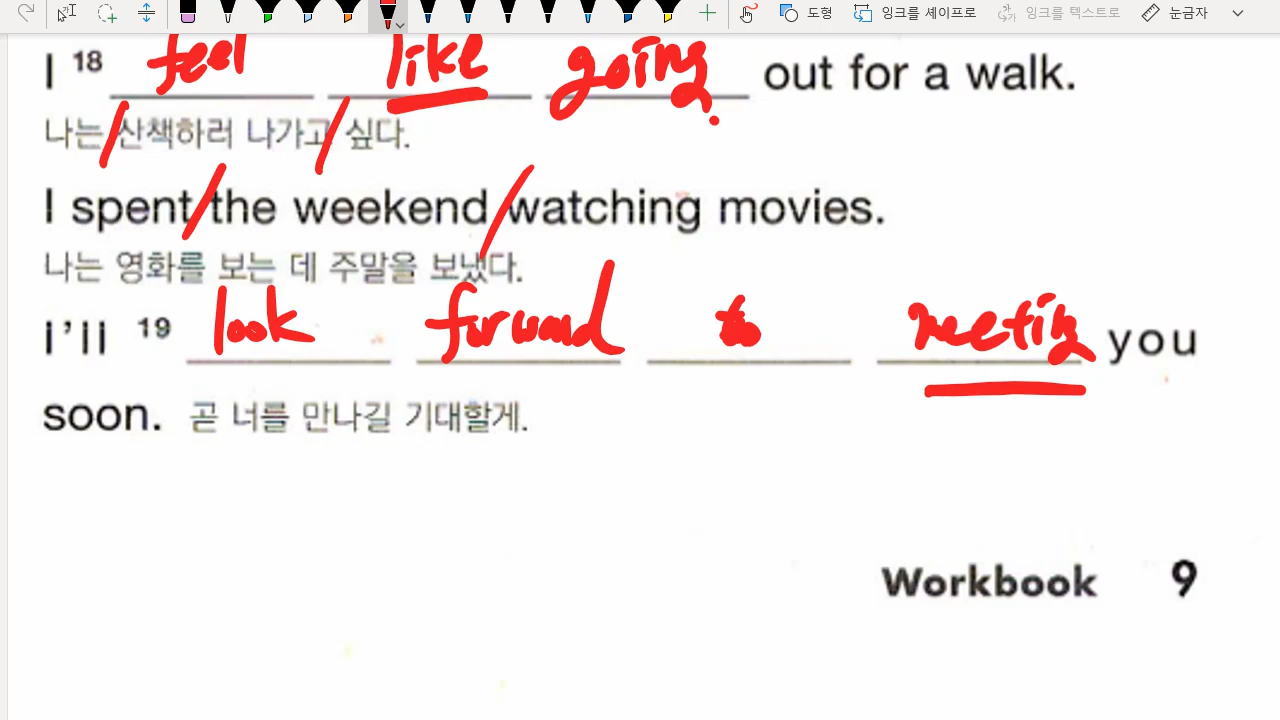 도형 잉크를 셰이프로 잉크를 텍스트로 눈금자
I 18 feel like going out for a walk.
나는 산책하러 나가고 싶다.
I spent the weekend watching movies.
나는 영화를 보는 데 주말을 보냈다.
I'll 19 look forward to meeting you
soon. 곧 너를 만나길 기대할게.
Workbook 9